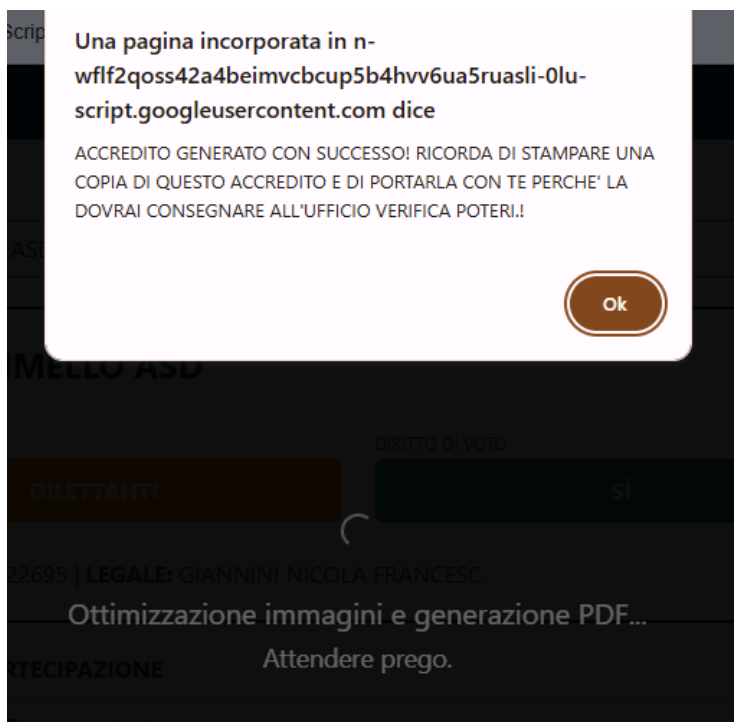 Scrip
Una pagina incorporata in n-
wflf2qoss42a4beimvcbcup5b4hvv6ua5ruasli-0lu-
script.googleusercontent.com dice
ACCREDITO GENERATO CON SUCCESSO! RICORDA DI STAMPARE UNA
COPIA DI QUESTO ACCREDITO E DI PORTARLA CON TE PERCHE' LA
DOVRAI CONSEGNARE ALL'UFFICIO VERIFICA POTERI.!
Ok
ASD
IMELLO ASD
DIRITTO DI VOTO
DILETTANTI
SÌ
22695 | LEGALE: GIANNINI NICOLA FRANCESC
Ottimizzazione immagini e generazione PDF...
Attendere prego.
RTECIPAZIONE